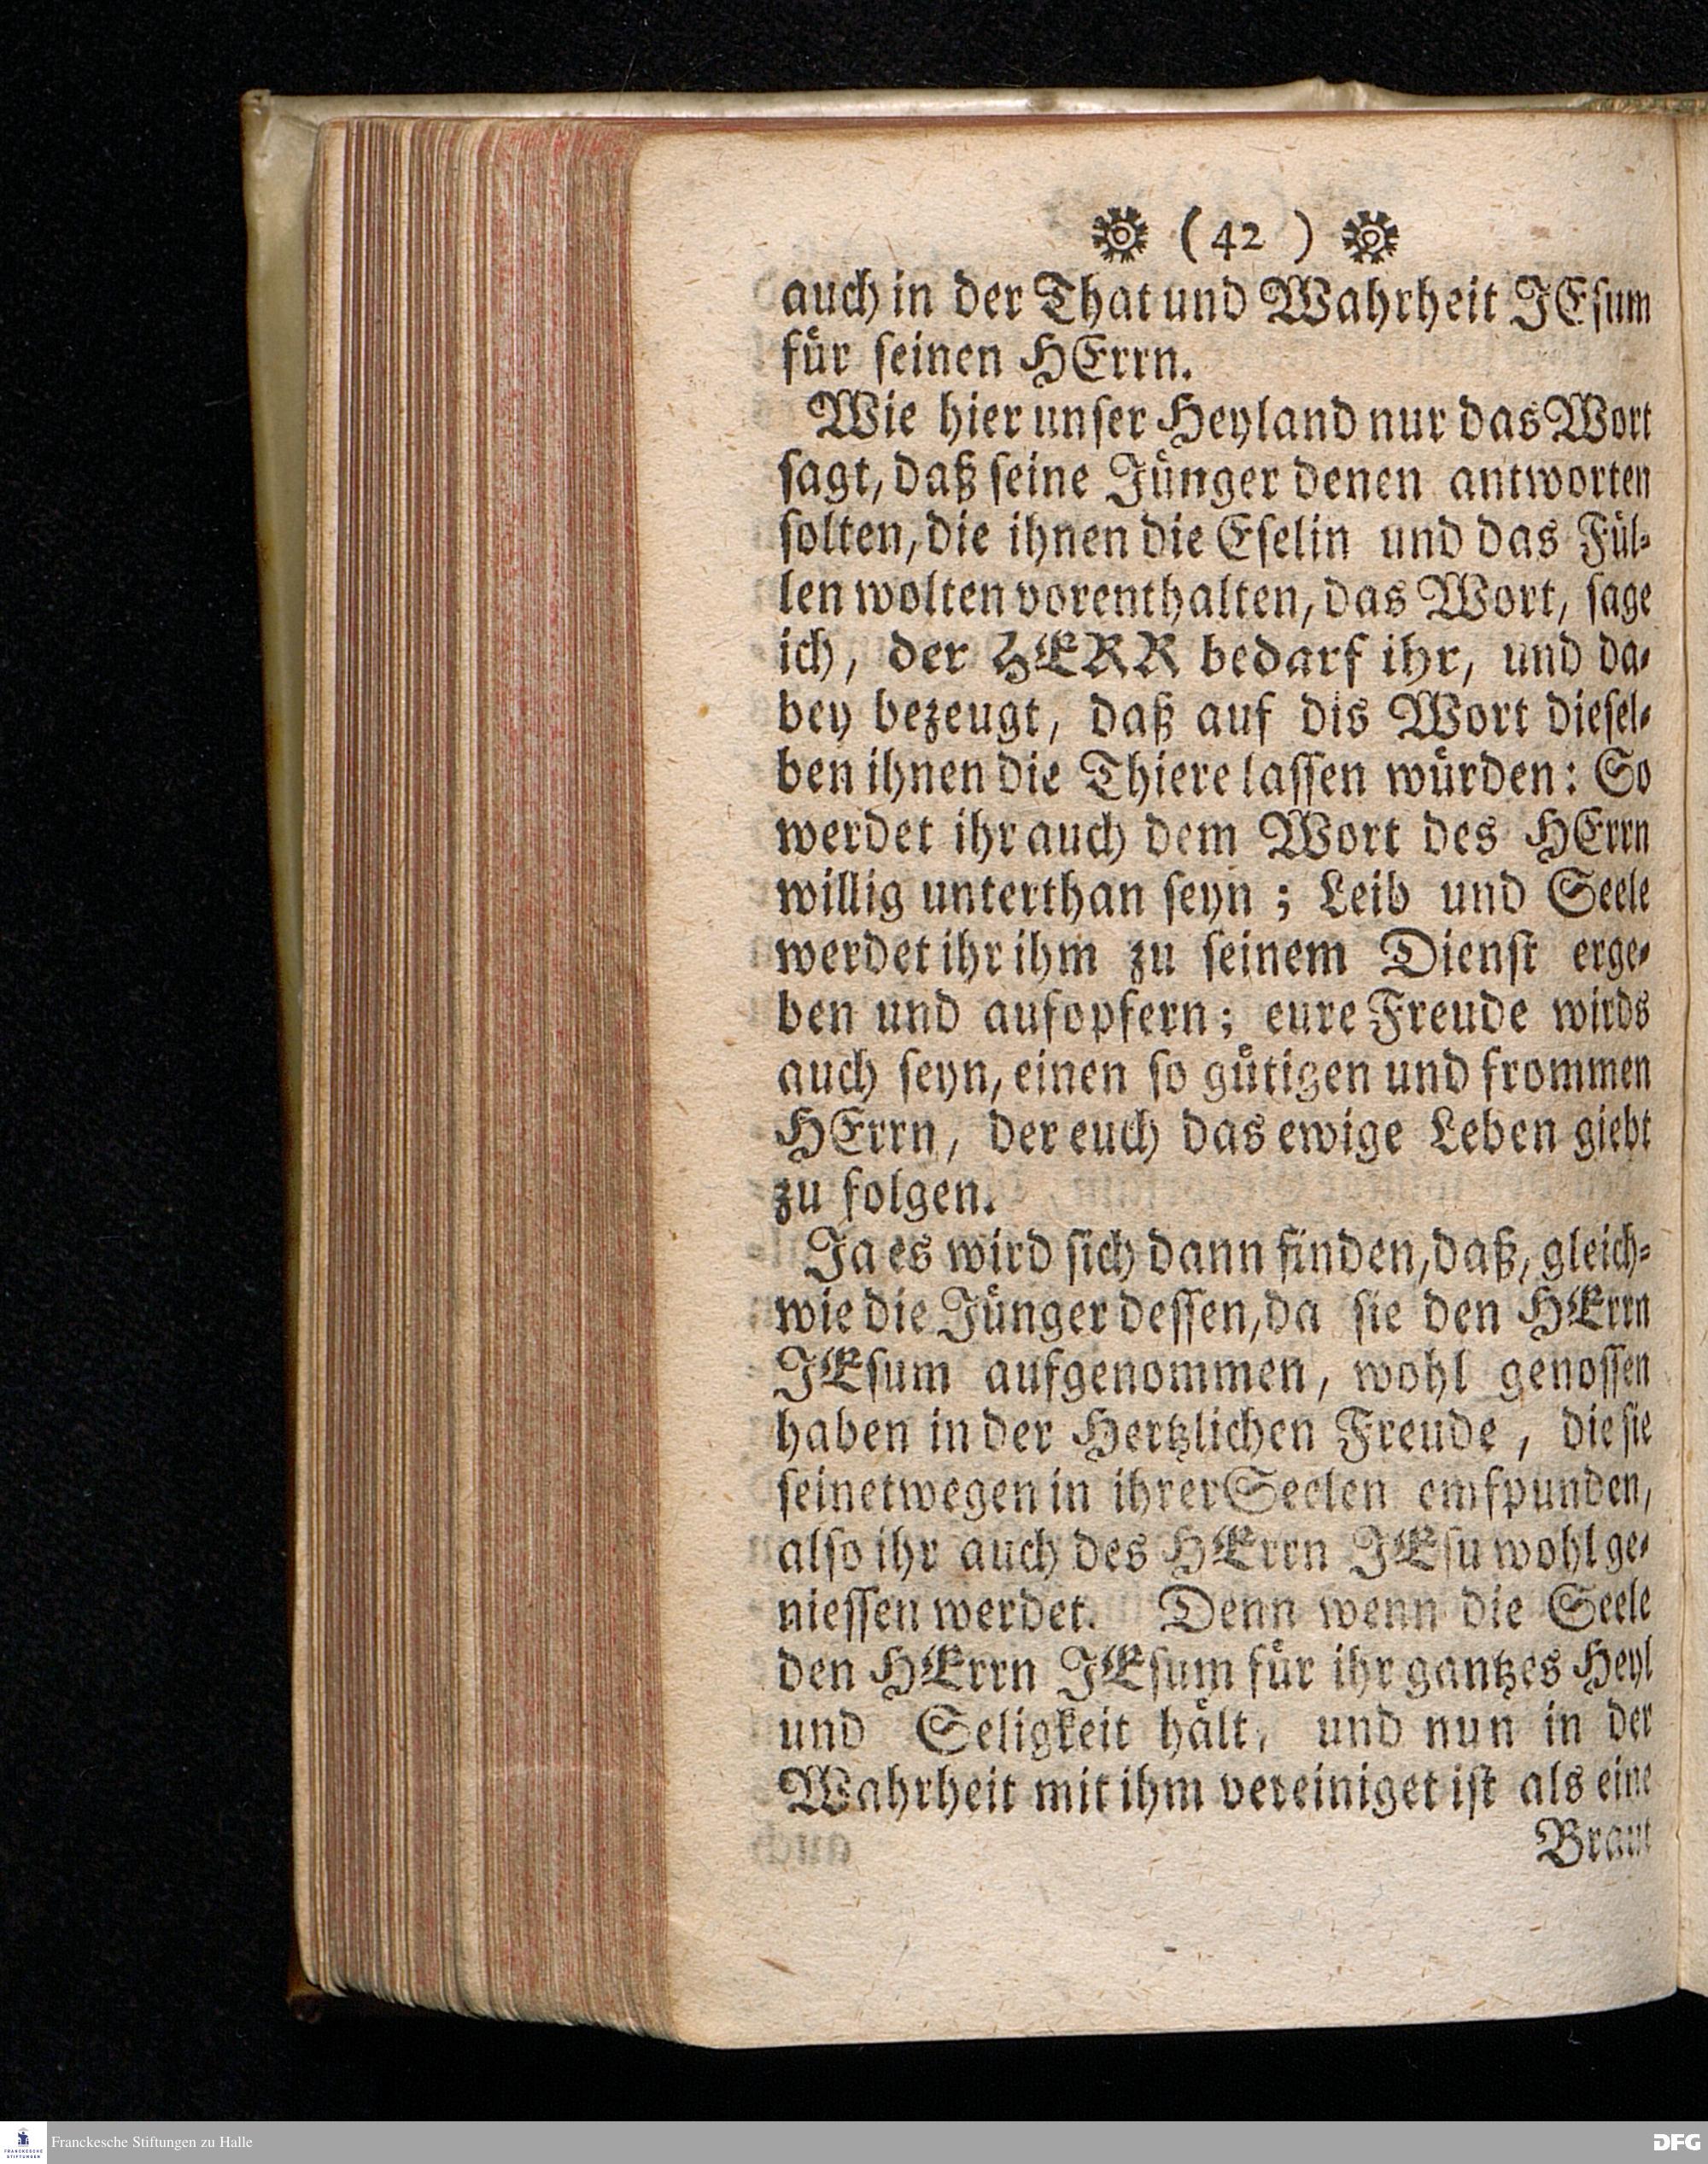 ( 42 )
auch in der That und Wahrheit JEsum
für seinen HErrn.
Wie hier unser Heyland nur das Wort
sagt, daß seine Jünger denen antworten
solten, die ihnen die Eselin und das Fül-
len wolten vorenthalten, das Wort, sage
ich, der HERR bedarf ihr, und da-
bey bezeugt, daß auf dis Wort diesel-
ben ihnen die Thiere lassen würden: So
werdet ihr auch dem Wort des HErrn
willig unterthan seyn ; Leib und Seele
werdet ihr ihm zu seinem Dienst erge-
ben und aufopfern; eure Freude wirds
auch seyn, einen so gütigen und frommen
HErrn, der euch das ewige Leben giebt
zu folgen.
Ja es wird sich dann finden, daß, gleich-
wie die Jünger dessen, da sie den HErrn
JEsum aufgenommen, wohl genossen
haben in der Hertzlichen Freude, die sie
seinetwegen in ihrer Seelen emfpunden,
also ihr auch des HErrn JEsu wohl ge-
niessen werdet. Denn wenn die Seele
den HErrn JEsum für ihr gantzes Heyl
und Seligkeit hält, und nun in der
Wahrheit mit ihm vereiniget ist als eine
Braut
Franckesche Stiftungen zu Halle
DFG